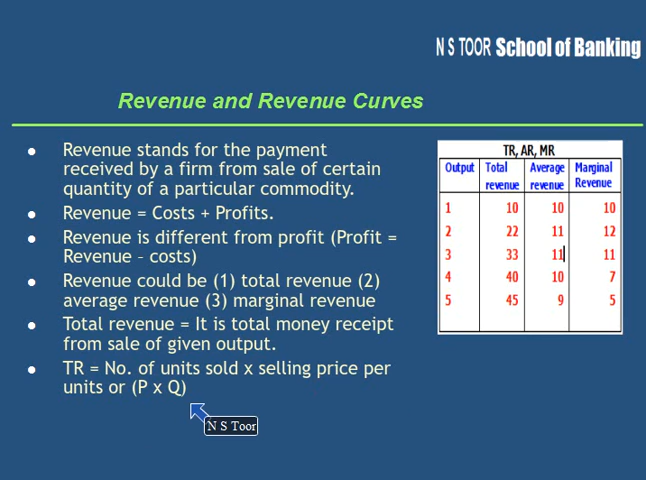 N S TOOR School of Banking
Revenue and Revenue Curves
● Revenue stands for the payment
received by a firm from sale of certain
quantity of a particular commodity.
● Revenue = Costs + Profits.
● Revenue is different from profit (Profit =
Revenue – costs)
● Revenue could be (1) total revenue (2)
average revenue (3) marginal revenue
● Total revenue = It is total money receipt
from sale of given output.
● TR = No. of units sold x selling price per
units or (P x Q)
N S Toor
TR, AR, MR
Output Total Average Marginal
revenue revenue Revenue
1 10 10 10
2 22 11 12
3 33 11 11
4 40 10 7
5 45 9 5